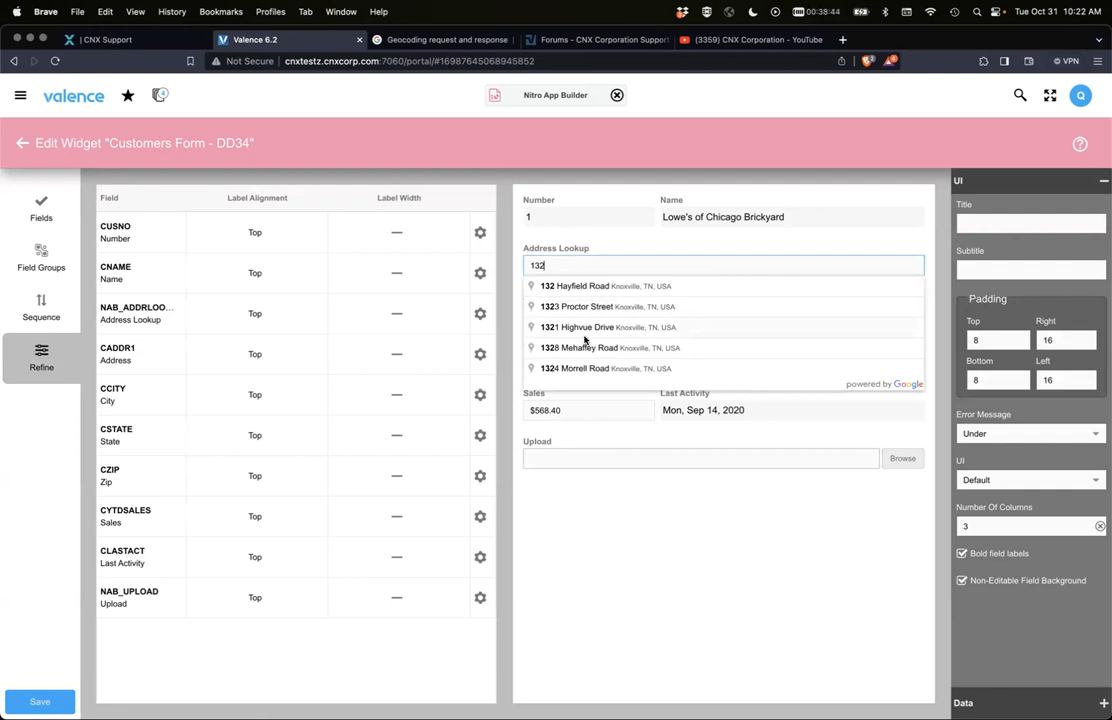 Brave File Edit View History Bookmarks Profiles Tab Window Help 00:38:44 Tue Oct 31 10:22 AM
| CNX Support Valence 6.2 Geocoding request and response Forums - CNX Corporation Support (3359) CNX Corporation - YouTube
Not Secure cnxtestz.cnxcorp.com:7060/portal/#16987645068945852 VPN
valence 4 Nitro App Builder Q
Edit Widget "Customers Form - DD34"
Fields
Field Groups
Sequence
Refine
Save
Field Label Alignment Label Width
CUSNO
Number Top —
CNAME
Name Top —
NAB_ADDRLOO...
Address Lookup Top —
CADDR1
Address Top —
CCITY
City Top —
CSTATE
State Top —
CZIP
Zip Top —
CYTDSALES
Sales Top —
CLASTACT
Last Activity Top —
NAB_UPLOAD
Upload Top —
Number Name
1 Lowe's of Chicago Brickyard
Address Lookup
132
132 Hayfield Road Knoxville, TN, USA
1323 Proctor Street Knoxville, TN, USA
1321 Highvue Drive Knoxville, TN, USA
1328 Mehaffey Road Knoxville, TN, USA
1324 Morrell Road Knoxville, TN, USA
powered by Google
Sales Last Activity
$568.40 Mon, Sep 14, 2020
Upload
Browse
UI
Title
Subtitle
Padding
Top Right
8 16
Bottom Left
8 16
Error Message
Under
UI
Default
Number Of Columns
3
Bold field labels
Non-Editable Field Background
Data